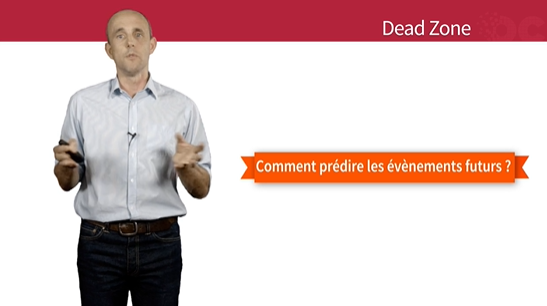 Dead Zone
Comment prédire les évènements futurs ?